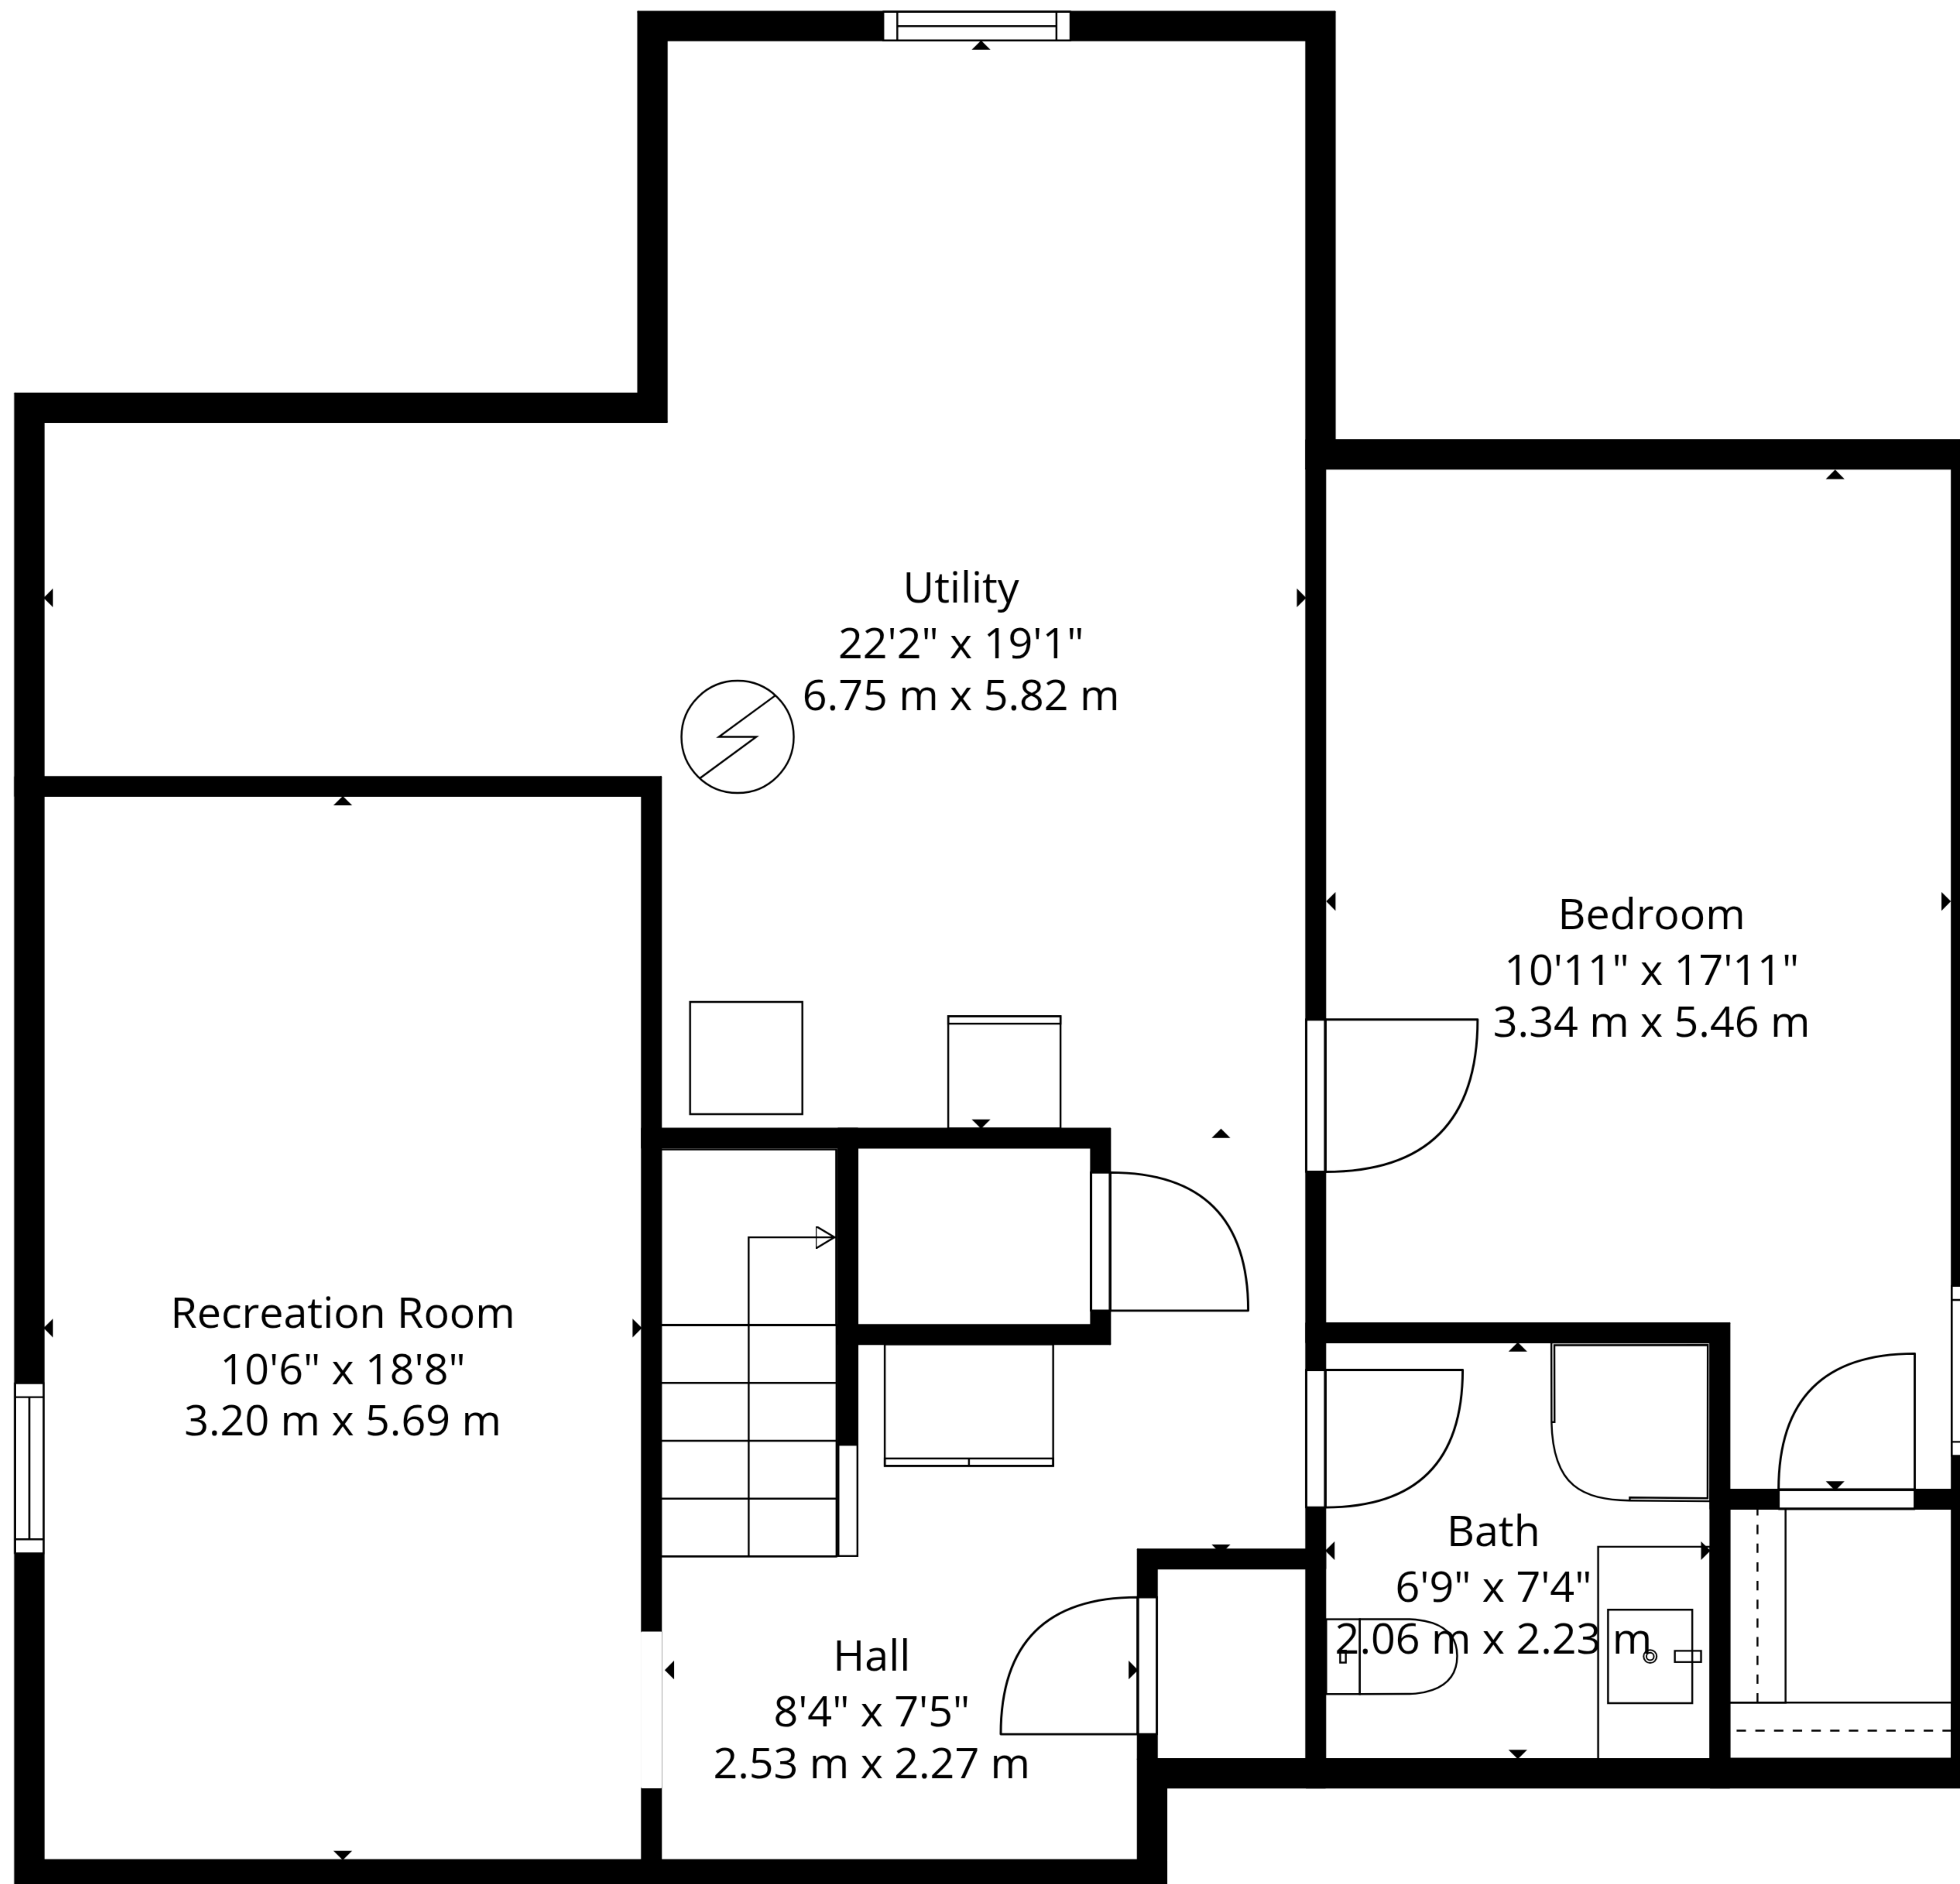 Utility
22'2" x 19'1"
6.75 m x 5.82 m
Bedroom
10'11" x 17'11"
3.34 m x 5.46 m
Recreation Room
10'6" x 18'8"
3.20 m x 5.69 m
Bath
6'9" x 7'4"
2.06 m x 2.23 m
Hall
8'4" x 7'5"
2.53 m x 2.27 m